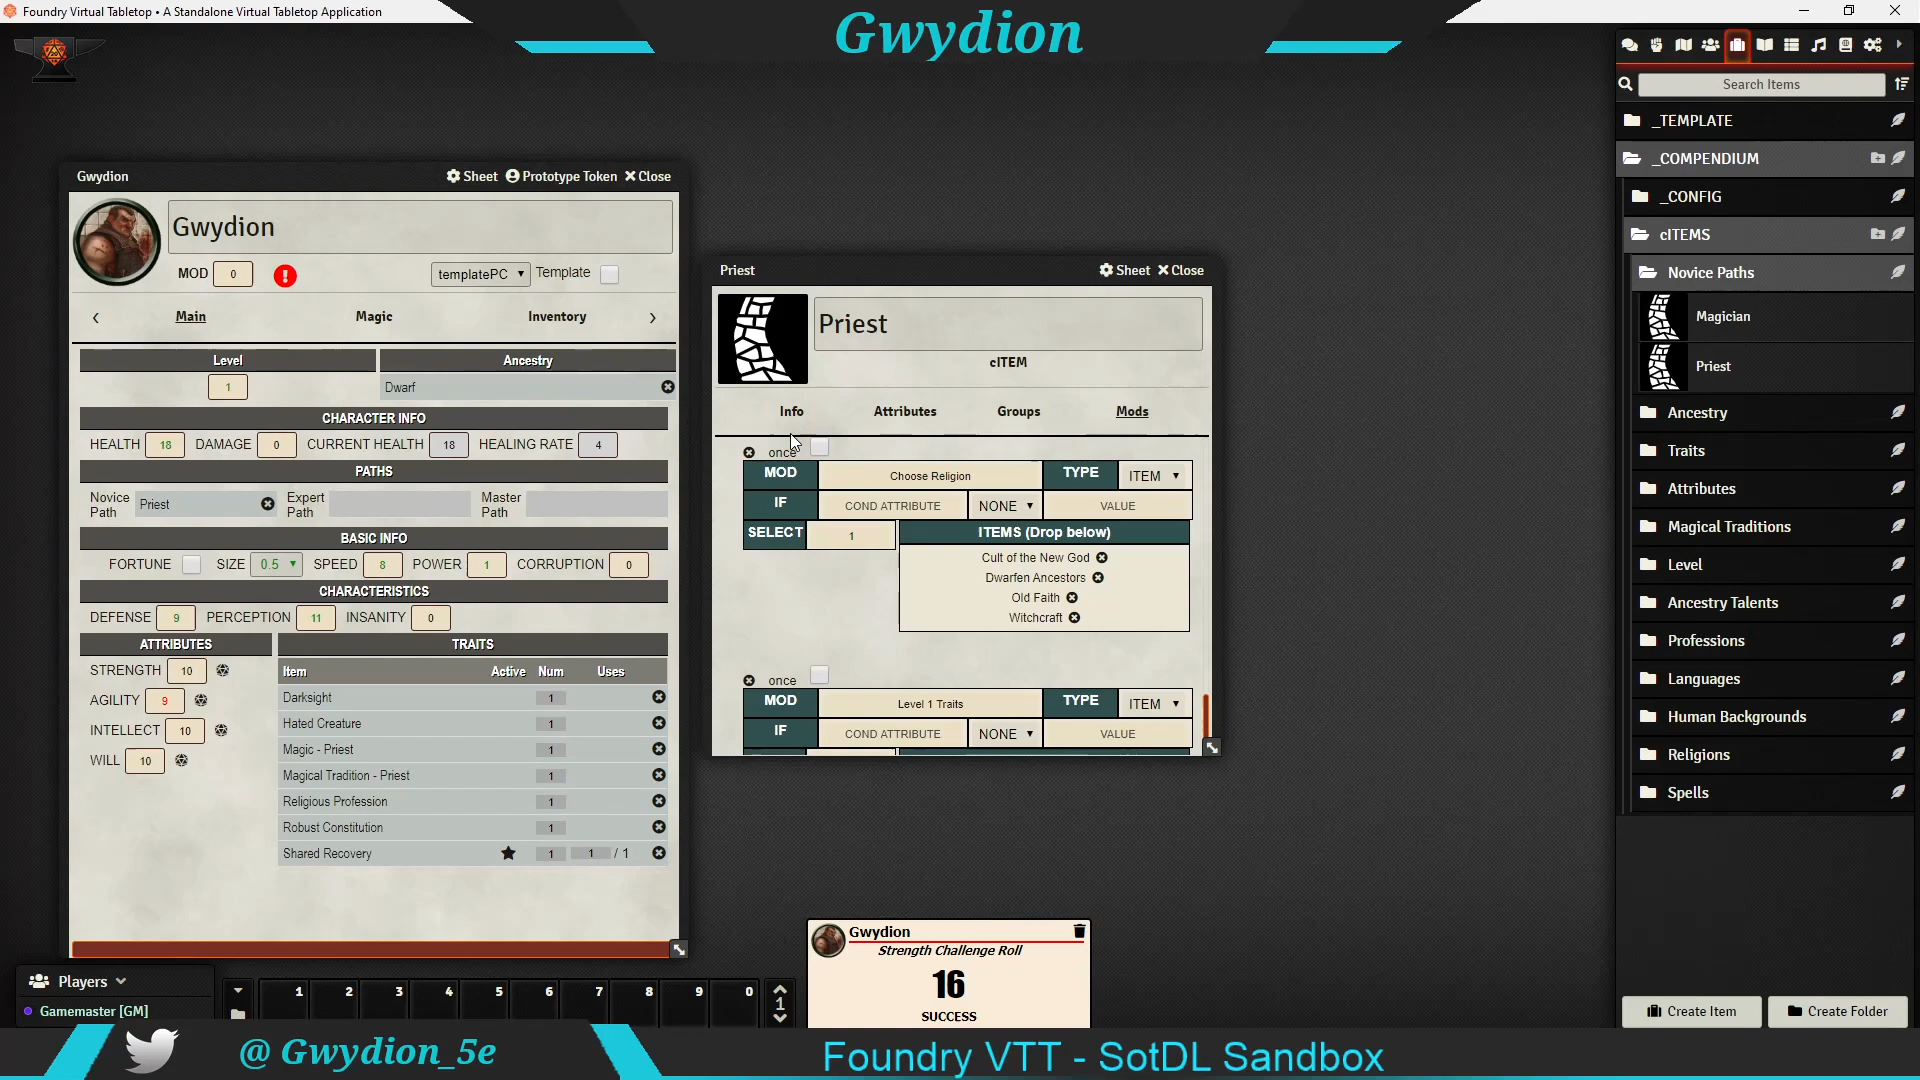 Foundry Virtual Tabletop • A Standalone Virtual Tabletop Application
Gwydion
Search Items
_TEMPLATE
_COMPENDIUM
_CONFIG
cITEMS
Novice Paths
Magician
Priest
Ancestry
Traits
Attributes
Magical Traditions
Level
Ancestry Talents
Professions
Languages
Human Backgrounds
Religions
Spells
Create Item
Create Folder
Gwydion
Sheet
Prototype Token
Close
Gwydion
MOD 0
templatePC
Template
Main
Magic
Inventory
Level
Ancestry
1
Dwarf
CHARACTER INFO
HEALTH 18 DAMAGE 0 CURRENT HEALTH 18 HEALING RATE 4
PATHS
Novice Path Priest
Expert Path
Master Path
BASIC INFO
FORTUNE SIZE 0.5 SPEED 8 POWER 1 CORRUPTION 0
CHARACTERISTICS
DEFENSE 9 PERCEPTION 11 INSANITY 0
ATTRIBUTES
STRENGTH 10
AGILITY 9
INTELLECT 10
WILL 10
TRAITS
Item Active Num Uses
Darksight 1
Hated Creature 1
Magic - Priest 1
Magical Tradition - Priest 1
Religious Profession 1
Robust Constitution 1
Shared Recovery 1 1 / 1
Priest
Sheet
Close
Priest
cITEM
Info
Attributes
Groups
Mods
once
MOD Choose Religion TYPE ITEM
IF COND ATTRIBUTE NONE VALUE
SELECT 1 ITEMS (Drop below)
Cult of the New God
Dwarfen Ancestors
Old Faith
Witchcraft
once
MOD Level 1 Traits TYPE ITEM
IF COND ATTRIBUTE NONE VALUE
Gwydion
Strength Challenge Roll
16
SUCCESS
Players
Gamemaster [GM]
1 2 3 4 5 6 7 8 9 0
1
@ Gwydion_5e
Foundry VTT - SotDL Sandbox